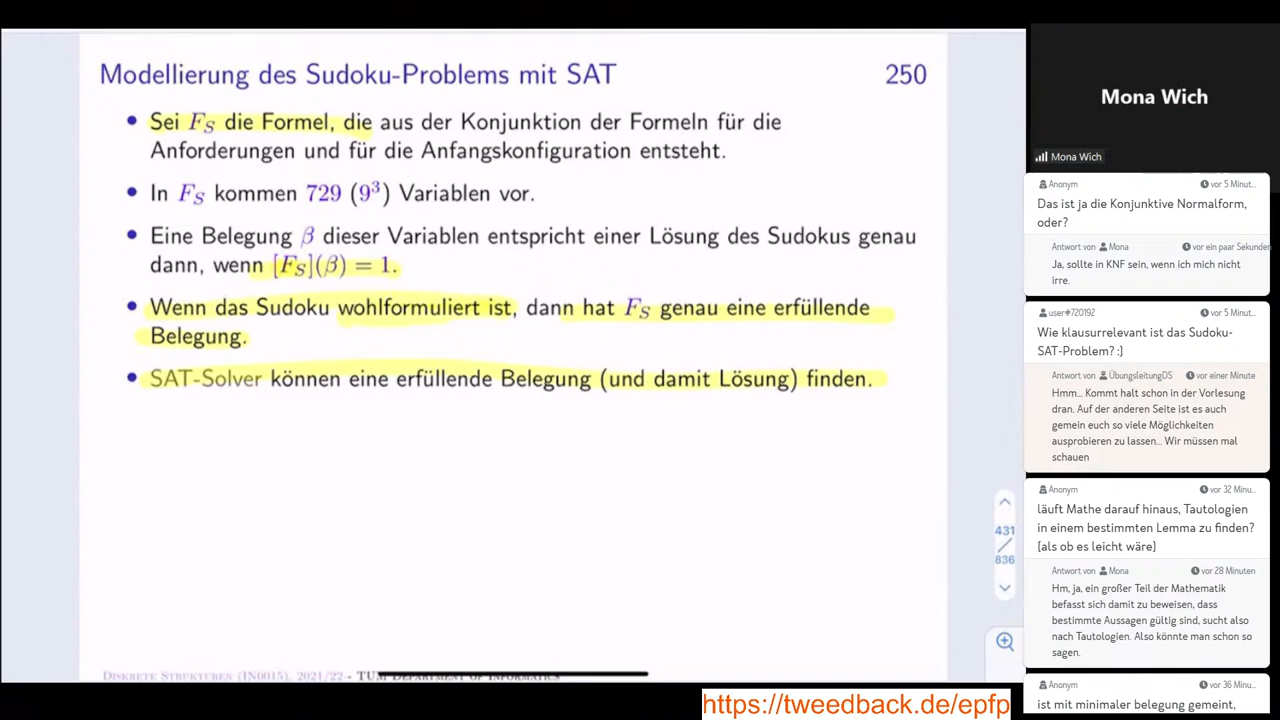 Modellierung des Sudoku-Problems mit SAT 250
• Sei F_S die Formel, die aus der Konjunktion der Formeln für die
Anforderungen und für die Anfangskonfiguration entsteht.
• In F_S kommen 729 (9³) Variablen vor.
• Eine Belegung β dieser Variablen entspricht einer Lösung des Sudokus genau
dann, wenn [F_S](β) = 1.
• Wenn das Sudoku wohlformuliert ist, dann hat F_S genau eine erfüllende
Belegung.
• SAT-Solver können eine erfüllende Belegung (und damit Lösung) finden.
431
836
DISKRETE STRUKTUREN (IN0015), 2021/22 - TUM DEPARTMENT OF INFORMATICS
https://tweedback.de/epfp
Mona Wich
Mona Wich
Anonym vor 5 Minut...
Das ist ja die Konjunktive Normalform,
oder?
Antwort von Mona vor ein paar Sekunden
Ja, sollte in KNF sein, wenn ich mich nicht
irre.
user#720192 vor 5 Minut...
Wie klausurrelevant ist das Sudoku-
SAT-Problem? :)
Antwort von ÜbungsleitungDS vor einer Minute
Hmm... Kommt halt schon in der Vorlesung
dran. Auf der anderen Seite ist es auch
gemein euch so viele Möglichkeiten
ausprobieren zu lassen... Wir müssen mal
schauen
Anonym vor 32 Minu...
läuft Mathe darauf hinaus, Tautologien
in einem bestimmten Lemma zu finden?
[als ob es leicht wäre]
Antwort von Mona vor 28 Minuten
Hm, ja, ein großer Teil der Mathematik
befasst sich damit zu beweisen, dass
bestimmte Aussagen gültig sind, sucht also
nach Tautologien. Also könnte man schon so
sagen.
Anonym vor 36 Minu...
ist mit minimaler belegung gemeint,